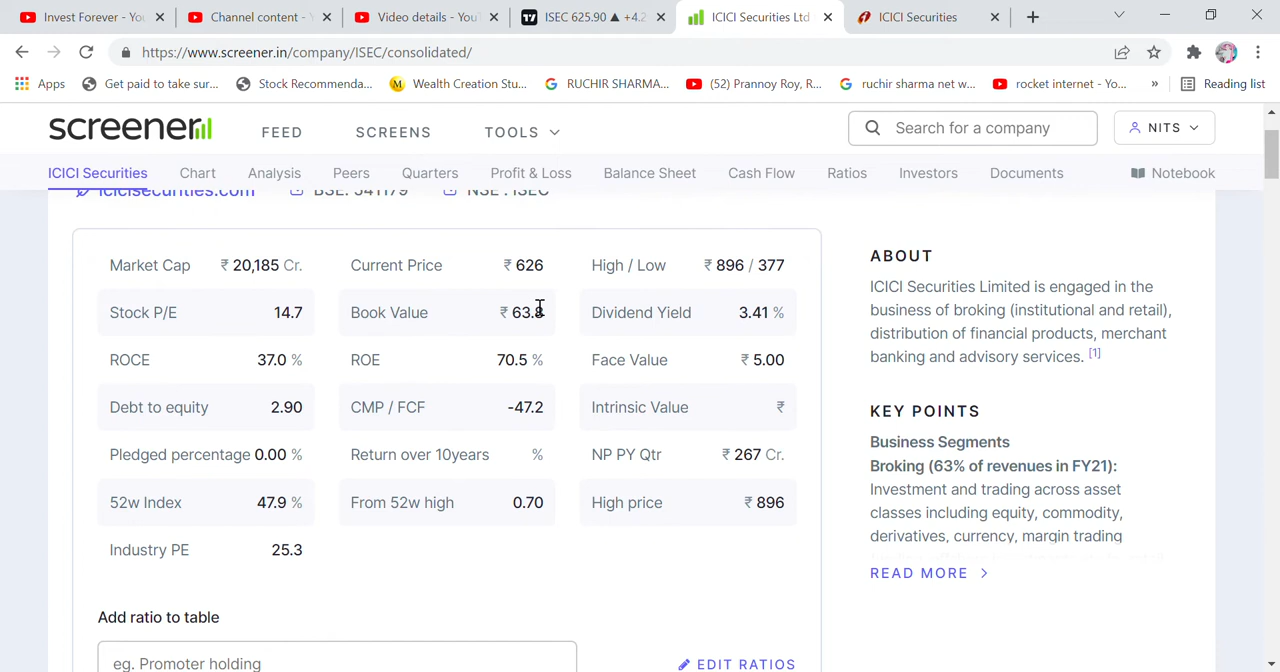 Invest Forever - You
Channel content -
Video details - You
ISEC 625.90 ▲ +4.2
ICICI Securities Ltd
ICICI Securities
https://www.screener.in/company/ISEC/consolidated/
Apps
Get paid to take sur...
Stock Recommenda...
Wealth Creation Stu...
RUCHIR SHARMA...
(52) Prannoy Roy, R...
ruchir sharma net w...
rocket internet - Yo...
»
Reading list
screener
FEED
SCREENS
TOOLS
Search for a company
NITS
ICICI Securities
Chart
Analysis
Peers
Quarters
Profit & Loss
Balance Sheet
Cash Flow
Ratios
Investors
Documents
Notebook
icicisecurities.com
BSE: 541179
NSE : ISEC
Market Cap ₹ 20,185 Cr.
Current Price ₹ 626
High / Low ₹ 896 / 377
Stock P/E 14.7
Book Value ₹ 63.8
Dividend Yield 3.41 %
ROCE 37.0 %
ROE 70.5 %
Face Value ₹ 5.00
Debt to equity 2.90
CMP / FCF -47.2
Intrinsic Value ₹
Pledged percentage 0.00 %
Return over 10years %
NP PY Qtr ₹ 267 Cr.
52w Index 47.9 %
From 52w high 0.70
High price ₹ 896
Industry PE 25.3
Add ratio to table
eg. Promoter holding
EDIT RATIOS
ABOUT
ICICI Securities Limited is engaged in the
business of broking (institutional and retail),
distribution of financial products, merchant
banking and advisory services. [1]
KEY POINTS
Business Segments
Broking (63% of revenues in FY21):
Investment and trading across asset
classes including equity, commodity,
derivatives, currency, margin trading
READ MORE